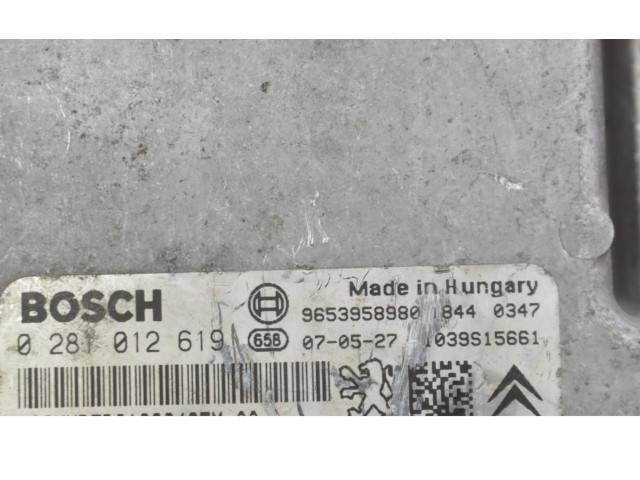 BOSCH
Made in Hungary
9653958980 844 0347
0 281 012 619
658
07-05-27 1039S15661